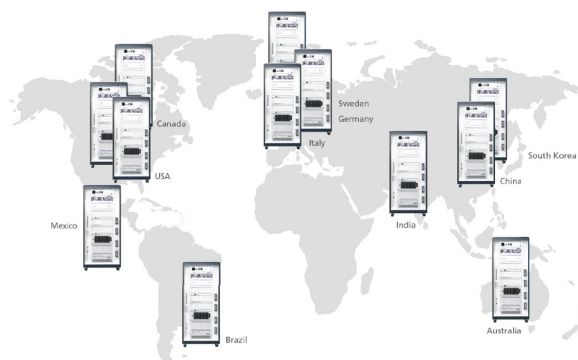 Sweden
Germany
Canada
Italy
South Korea
USA
China
Mexico
India
Australia
Brazil